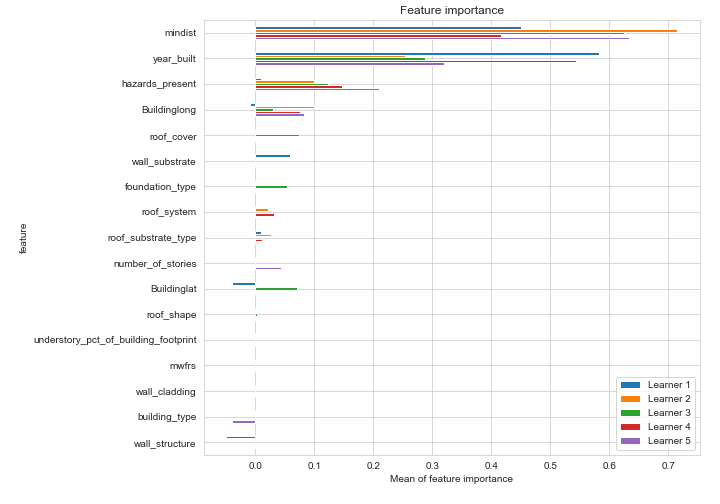 Feature importance
mindist
year_built
hazards_present
Buildinglong
roof_cover
wall_substrate
foundation_type
roof_system
roof_substrate_type
number_of_stories
Buildinglat
roof_shape
understory_pct_of_building_footprint
mwfrs
wall_cladding
building_type
wall_structure
feature
Learner 1
Learner 2
Learner 3
Learner 4
Learner 5
0.0 0.1 0.2 0.3 0.4 0.5 0.6 0.7
Mean of feature importance